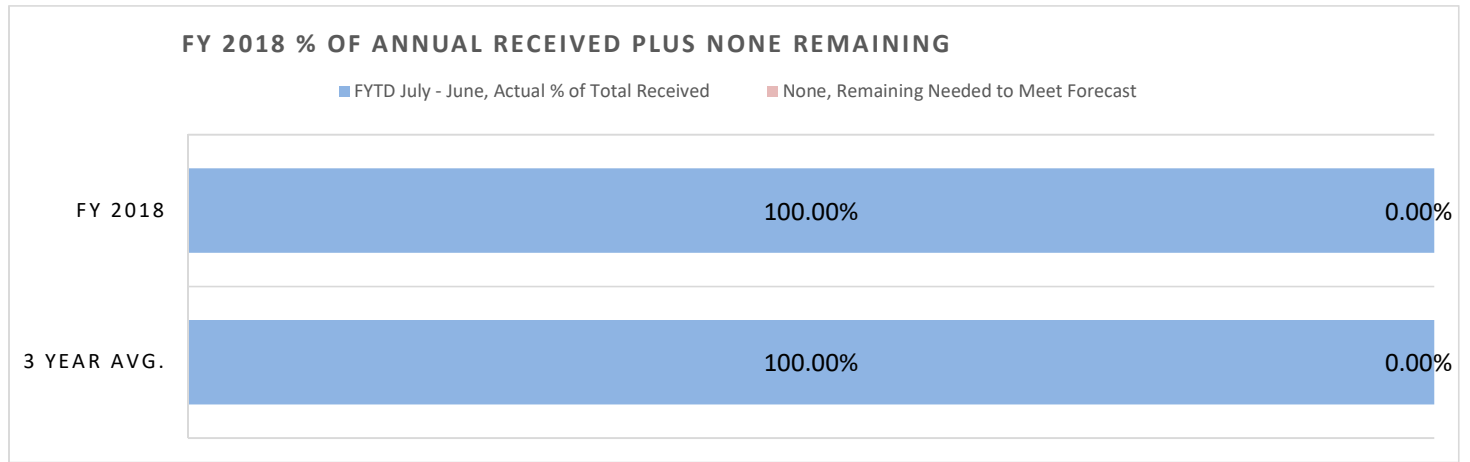 FY 2018 % OF ANNUAL RECEIVED PLUS NONE REMAINING
FYTD July - June, Actual % of Total Received None, Remaining Needed to Meet Forecast
FY 2018 100.00% 0.00%
3 YEAR AVG. 100.00% 0.00%